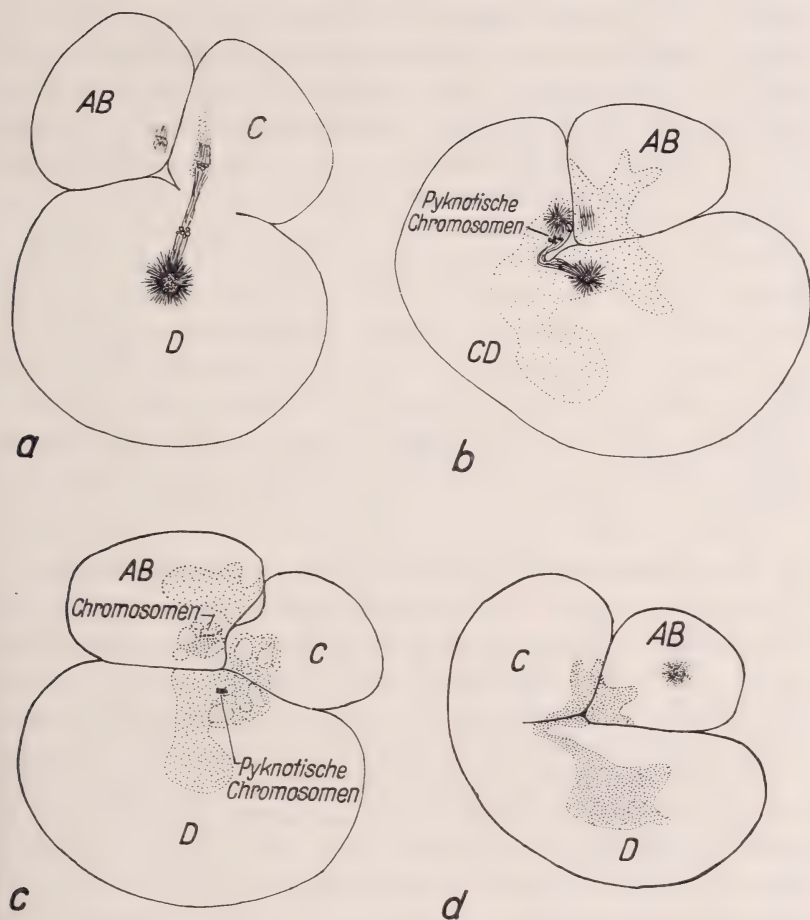 AB
C
D
a
AB
Pyknotische
Chromosomen
CD
b
AB
Chromosomen
C
Pyknotische
Chromosomen
D
c
C
AB
D
d